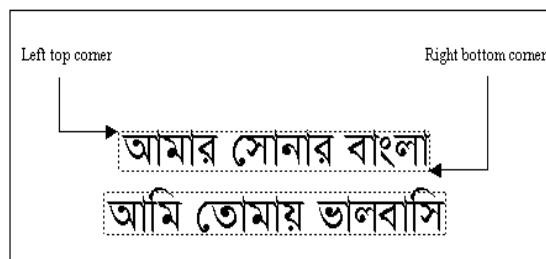 Left top corner
Right bottom corner
আমার সোনার বাংলা
আমি তোমায় ভালবাসি